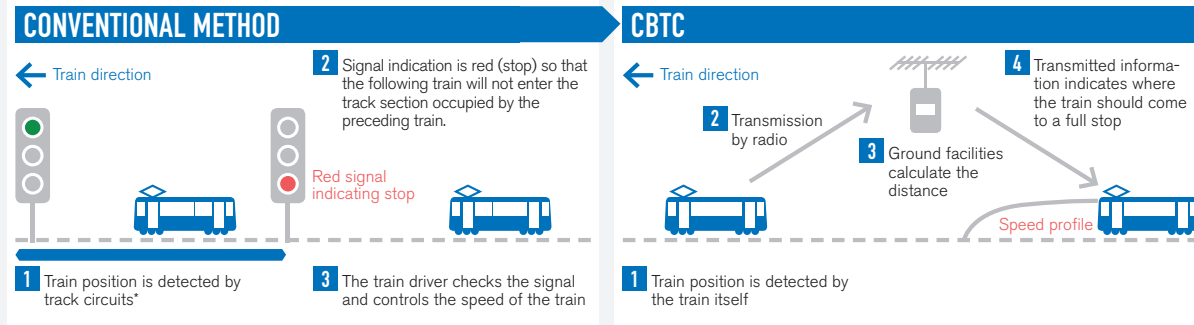 CONVENTIONAL METHOD
Train direction
2 Signal indication is red (stop) so that
the following train will not enter the
track section occupied by the
preceding train.
Red signal
indicating stop
1 Train position is detected by
track circuits*
3 The train driver checks the signal
and controls the speed of the train
CBTC
Train direction
2 Transmission
by radio
3 Ground facilities
calculate the
distance
4 Transmitted informa-
tion indicates where
the train should come
to a full stop
Speed profile
1 Train position is detected by
the train itself